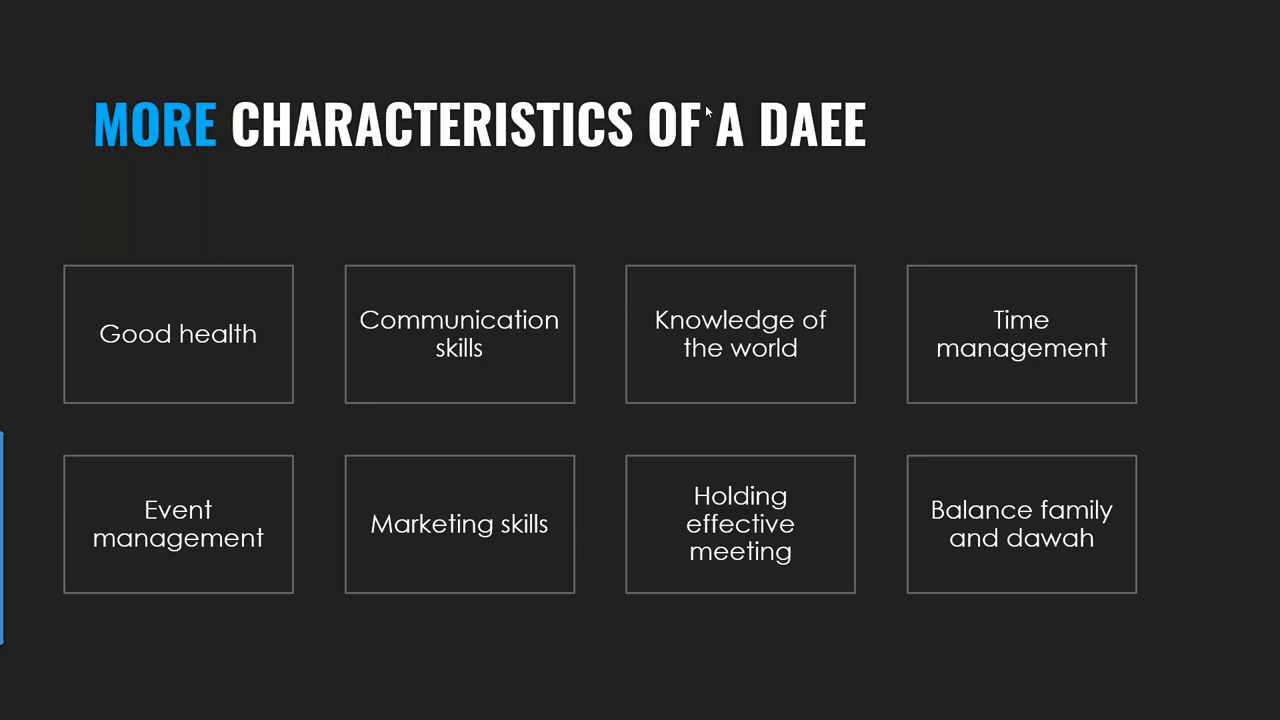 MORE CHARACTERISTICS OF A DAEE
Good health
Communication
skills
Knowledge of
the world
Time
management
Event
management
Marketing skills
Holding
effective
meeting
Balance family
and dawah